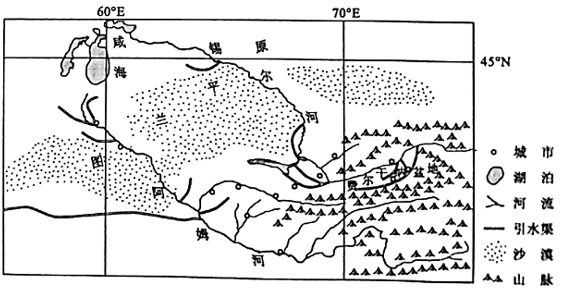 60°E
70°E
45°N
咸海
锡尔河
图兰平原
阿姆河
费尔干纳盆地
城市
湖泊
河流
引水渠
沙漠
山脉